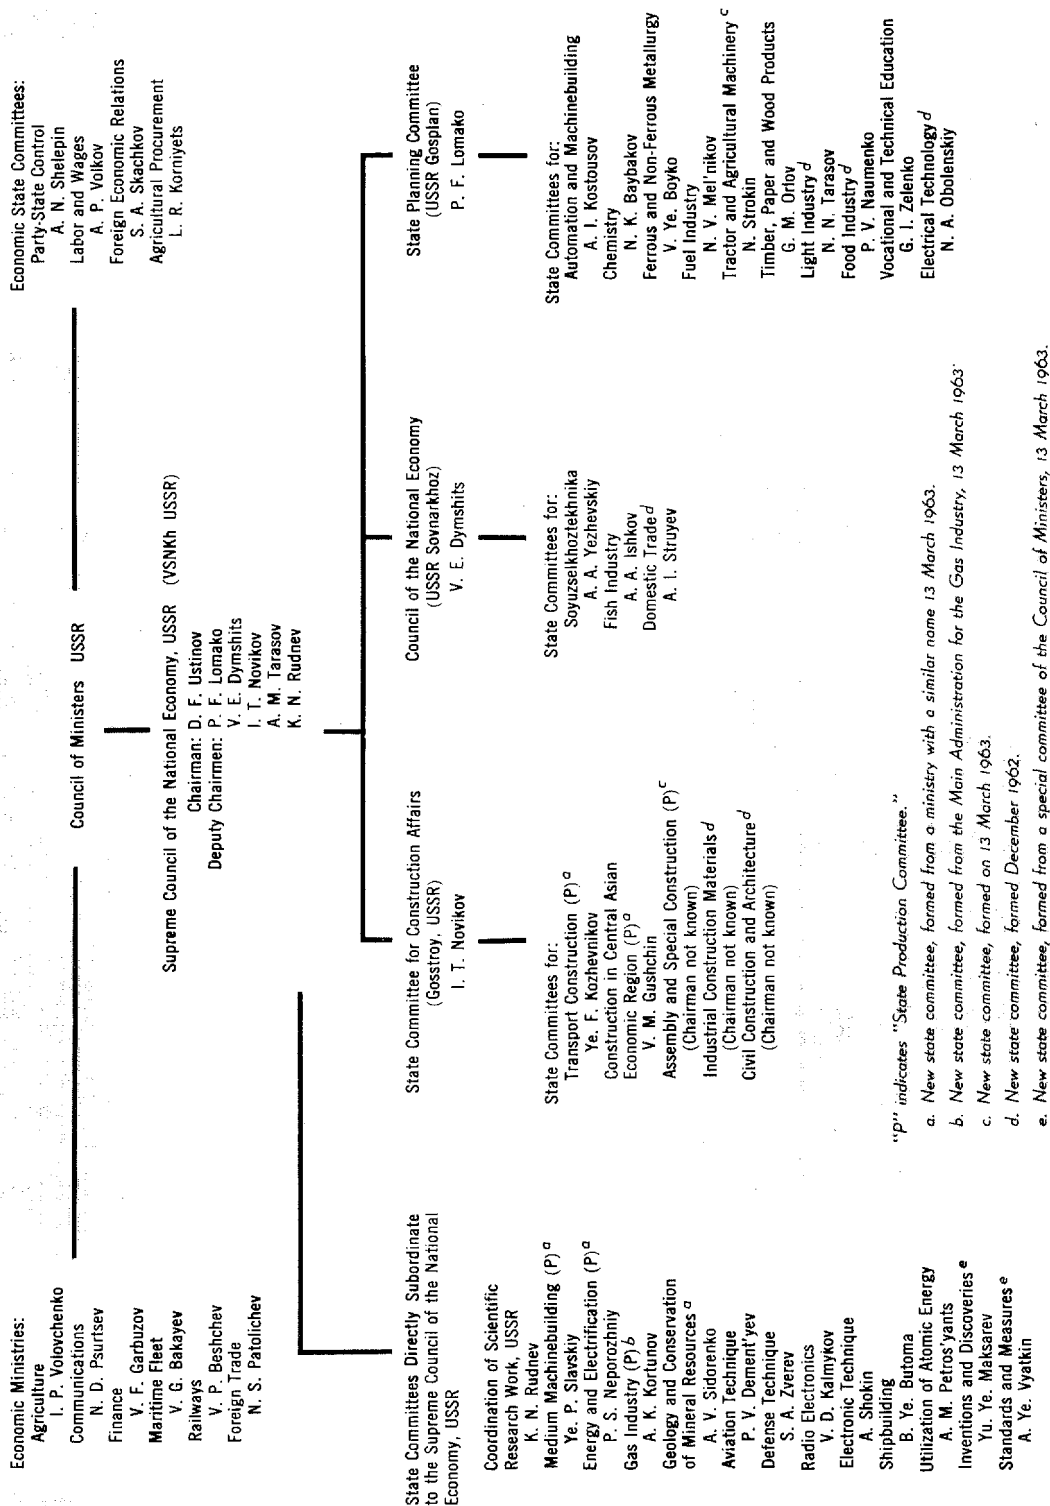 Economic Ministries:
Agriculture
I. P. Volovchenko
Communications
N. D. Psurtsev
Finance
V. F. Garbuzov
Maritime Fleet
V. G. Bakayev
Railways
V. P. Beshchev
Foreign Trade
N. S. Patolichev
Council of Ministers USSR
Economic State Committees:
Party-State Control
A. N. Shelepin
Labor and Wages
A. P. Volkov
Foreign Economic Relations
S. A. Skachkov
Agricultural Procurement
L. R. Korniyets
Supreme Council of the National Economy, USSR (VSNKh USSR)
Chairman: D. F. Ustinov
Deputy Chairmen: P. F. Lomako
V. E. Dymshits
I. T. Novikov
A. M. Tarasov
K. N. Rudnev
State Committees Directly Subordinate
to the Supreme Council of the National
Economy, USSR
Coordination of Scientific
Research Work, USSR
K. N. Rudnev
Medium Machinebuilding (P) a
Ye. P. Slavskiy
Energy and Electrification (P) a
P. S. Neporozhniy
Gas Industry (P) b
A. K. Kortunov
Geology and Conservation
of Mineral Resources a
A. V. Sidorenko
Aviation Technique
P. V. Dement'yev
Defense Technique
S. A. Zverev
Radio Electronics
V. D. Kalmykov
Electronic Technique
A. Shokin
Shipbuilding
B. Ye. Butoma
Utilization of Atomic Energy
A. M. Petros'yants
Inventions and Discoveries e
Yu. Ye. Maksarev
Standards and Measures e
A. Ye. Vyatkin
State Committee for Construction Affairs
(Gosstroy, USSR)
I. T. Novikov
State Committees for:
Transport Construction (P) a
Ye. F. Kozhevnikov
Construction in Central Asian
Economic Region (P) a
V. M. Gushchin
Assembly and Special Construction (P) c
(Chairman not known)
Industrial Construction Materials d
(Chairman not known)
Civil Construction and Architecture d
(Chairman not known)
Council of the National Economy
(USSR Sovnarkhoz)
V. E. Dymshits
State Committees for:
Soyuzselkhoztekhnika
A. A. Yezhevskiy
Fish Industry
A. A. Ishkov
Domestic Trade d
A. I. Struyev
State Planning Committee
(USSR Gosplan)
P. F. Lomako
State Committees for:
Automation and Machinebuilding
A. I. Kostousov
Chemistry
N. K. Baybakov
Ferrous and Non-Ferrous Metallurgy
V. Ye. Boyko
Fuel Industry
N. V. Mel'nikov
Tractor and Agricultural Machinery c
N. Strokin
Timber, Paper and Wood Products
G. M. Orlov
Light Industry d
N. N. Tarasov
Food Industry d
P. V. Naumenko
Vocational and Technical Education
G. I. Zelenko
Electrical Technology d
N. A. Obolenskiy
"P" indicates "State Production Committee."
a. New state committee, formed from a ministry with a similar name 13 March 1963.
b. New state committee, formed from the Main Administration for the Gas Industry, 13 March 1963
c. New state committee, formed on 13 March 1963.
d. New state committee, formed December 1962.
e. New state committee, formed from a special committee of the Council of Ministers, 13 March 1963.